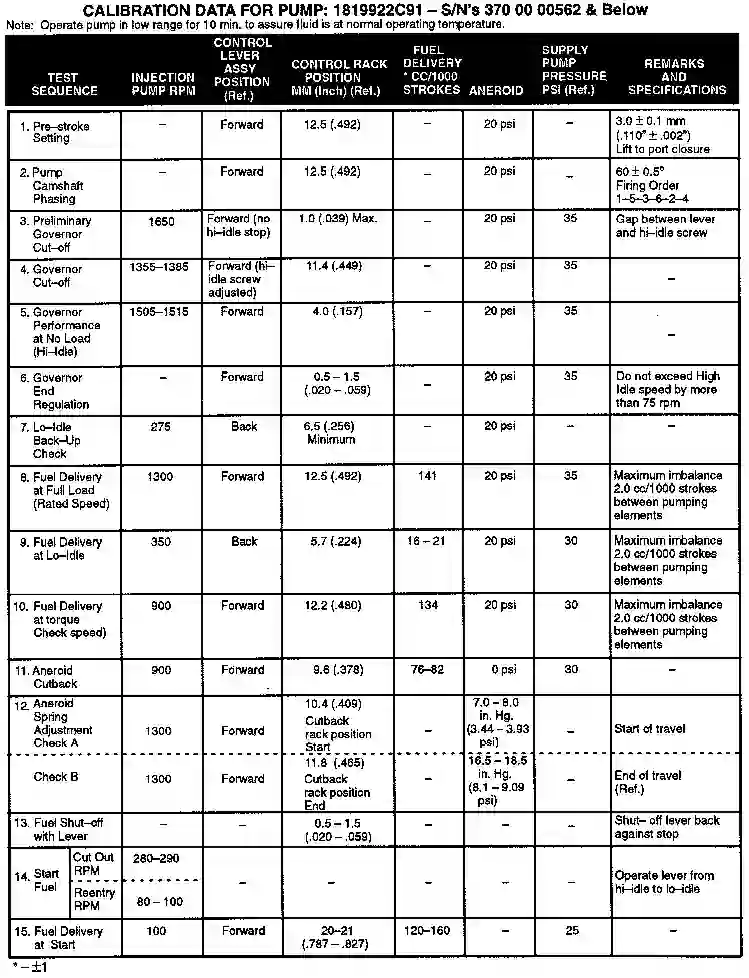 CALIBRATION DATA FOR PUMP: 1819922C91 – S/N's 370 00 00562 & Below
Note: Operate pump in low range for 10 min. to assure fluid is at normal operating temperature.
TEST SEQUENCE | INJECTION PUMP RPM | CONTROL LEVER ASSY POSITION (Ref.) | CONTROL RACK POSITION MM (Inch) (Ref.) | FUEL DELIVERY * CC/1000 STROKES | ANEROID | SUPPLY PUMP PRESSURE PSI (Ref.) | REMARKS AND SPECIFICATIONS
1. Pre–stroke Setting | – | Forward | 12.5 (.492) | – | 20 psi | – | 3.0 ± 0.1 mm (.110" ± .002") Lift to port closure
2. Pump Camshaft Phasing | – | Forward | 12.5 (.492) | – | 20 psi | – | 60 ± 0.5° Firing Order 1–5–3–6–2–4
3. Preliminary Governor Cut–off | 1650 | Forward (no hi–idle stop) | 1.0 (.039) Max. | – | 20 psi | 35 | Gap between lever and hi–idle screw
4. Governor Cut–off | 1355–1385 | Forward (hi–idle screw adjusted) | 11.4 (.449) | – | 20 psi | 35 | –
5. Governor Performance at No Load (Hi–Idle) | 1505–1515 | Forward | 4.0 (.157) | – | 20 psi | 35 | –
6. Governor End Regulation | – | Forward | 0.5 – 1.5 (.020 – .059) | – | 20 psi | 35 | Do not exceed High Idle speed by more than 75 rpm
7. Lo–Idle Back–Up Check | 275 | Back | 6.5 (.256) Minimum | – | 20 psi | – | –
8. Fuel Delivery at Full Load (Rated Speed) | 1300 | Forward | 12.5 (.492) | 141 | 20 psi | 35 | Maximum imbalance 2.0 cc/1000 strokes between pumping elements
9. Fuel Delivery at Lo–Idle | 350 | Back | 5.7 (.224) | 16 – 21 | 20 psi | 30 | Maximum imbalance 2.0 cc/1000 strokes between pumping elements
10. Fuel Delivery at torque Check speed) | 900 | Forward | 12.2 (.480) | 134 | 20 psi | 30 | Maximum imbalance 2.0 cc/1000 strokes between pumping elements
11. Aneroid Cutback | 900 | Forward | 9.6 (.378) | 76–82 | 0 psi | 30 | –
12. Aneroid Spring Adjustment Check A | 1300 | Forward | 10.4 (.409) Cutback rack position Start | – | 7.0 – 8.0 in. Hg. (3.44 – 3.93 psi) | – | Start of travel
Check B | 1300 | Forward | 11.8 (.465) Cutback rack position End | – | 16.5 – 18.5 in. Hg. (8.1 – 9.09 psi) | – | End of travel (Ref.)
13. Fuel Shut–off with Lever | – | – | 0.5 – 1.5 (.020 – .059) | – | – | – | Shut– off lever back against stop
14. Start Fuel | Cut Out RPM | 280–290 | – | – | – | – | – | Operate lever from hi–idle to lo–idle
Reentry RPM | 80 – 100
15. Fuel Delivery at Start | 100 | Forward | 20–21 (.787 – .827) | 120–160 | – | 25 | –
* – ±1